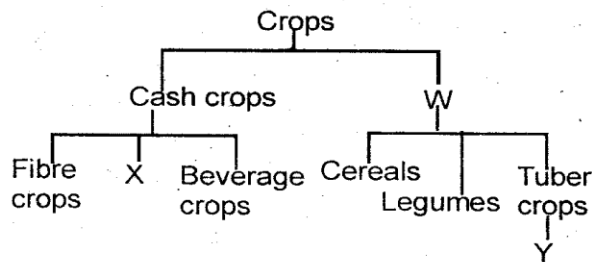 Crops
Cash crops
W
Fibre
crops
X
Beverage
crops
Cereals
Legumes
Tuber
crops
Y